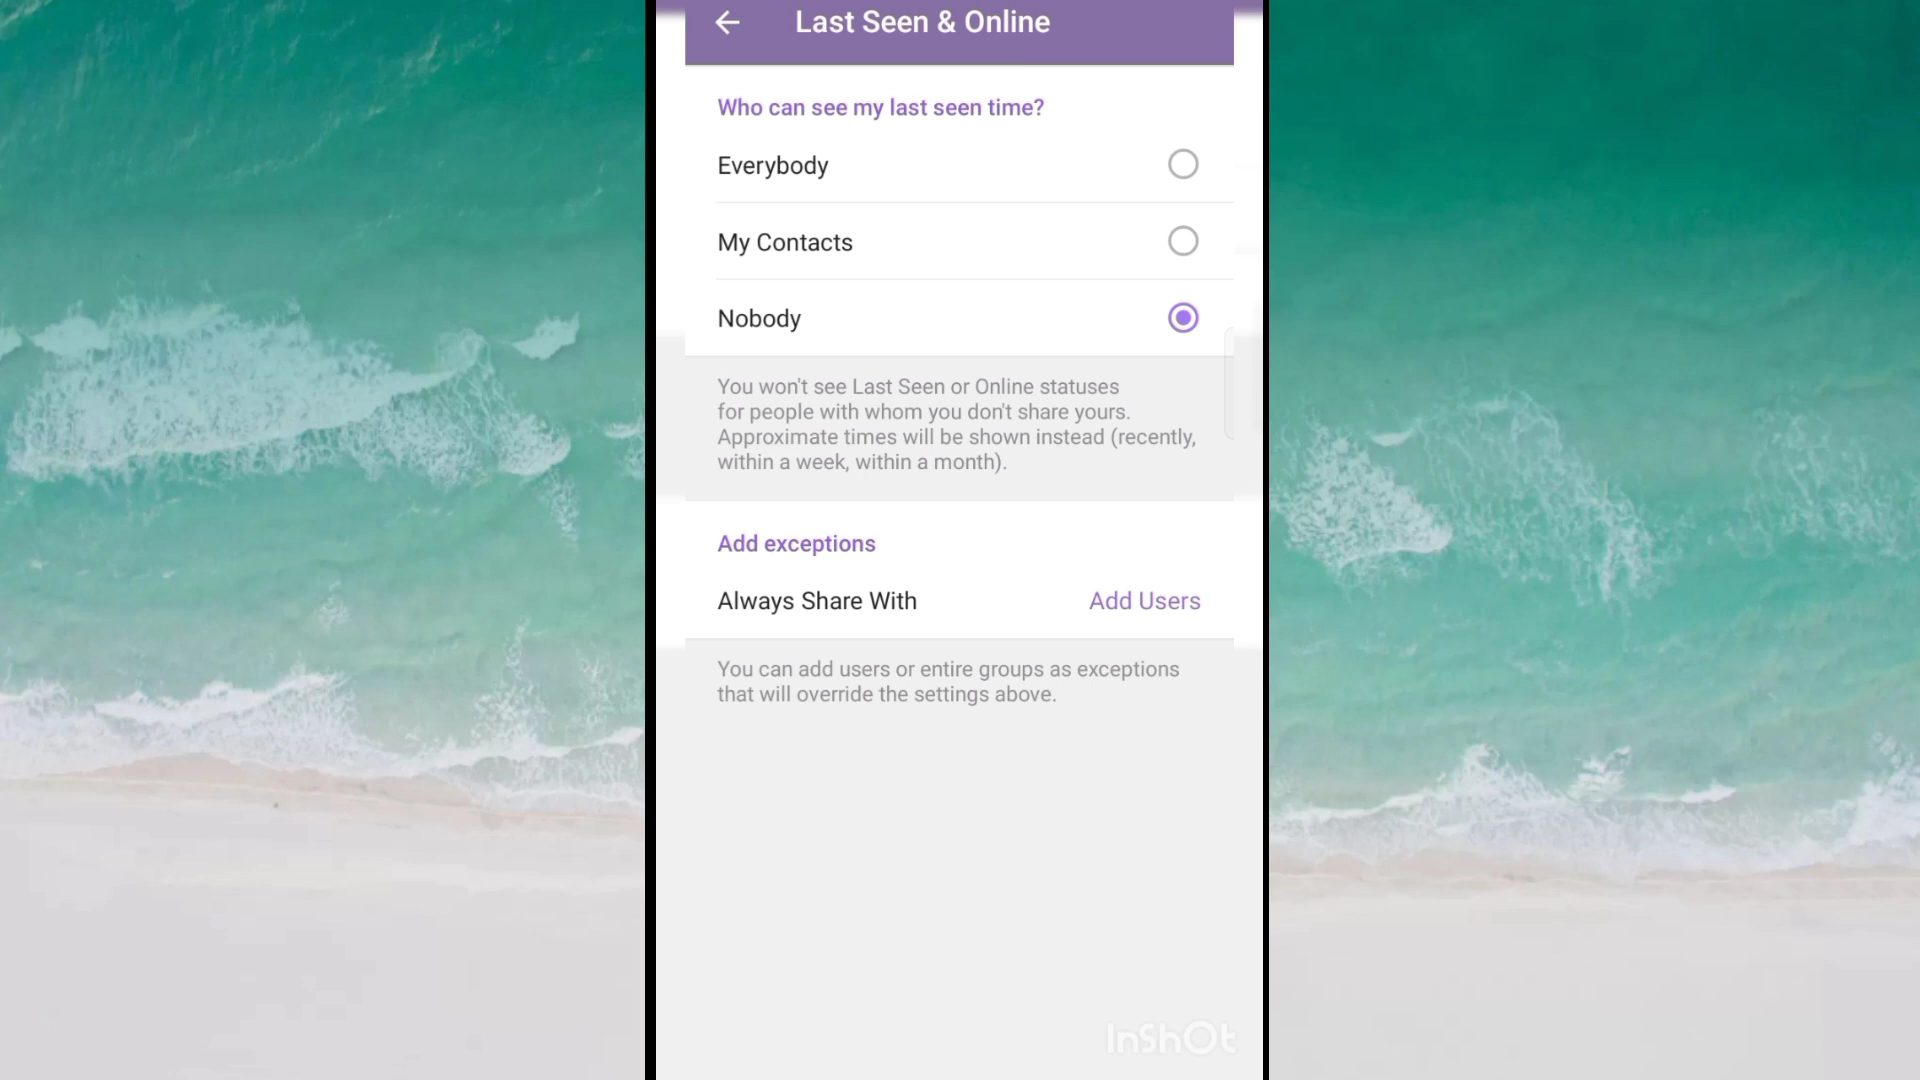 Last Seen & Online
Who can see my last seen time?
Everybody
My Contacts
Nobody
You won't see Last Seen or Online statuses
for people with whom you don't share yours.
Approximate times will be shown instead (recently,
within a week, within a month).
Add exceptions
Always Share With Add Users
You can add users or entire groups as exceptions
that will override the settings above.
InShOt